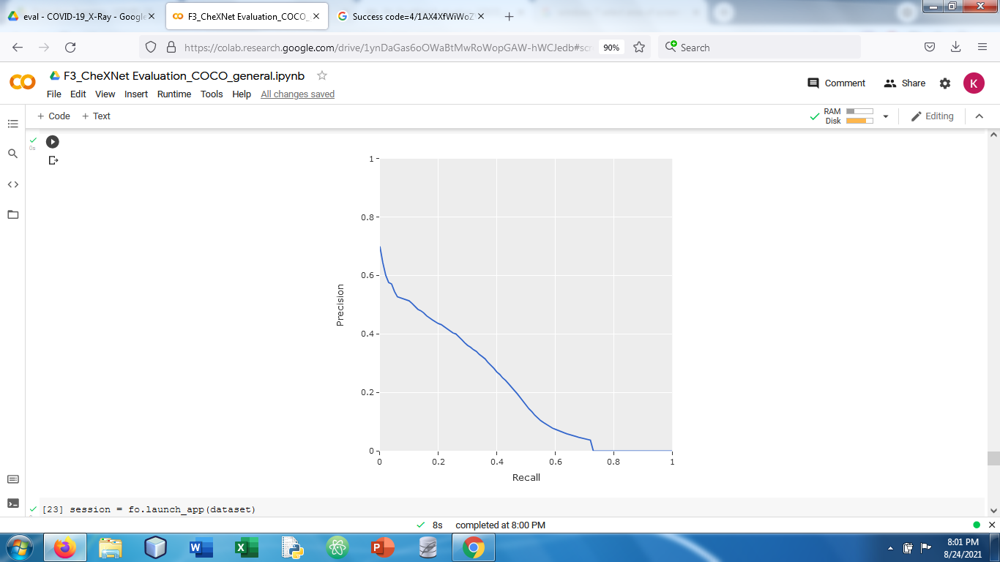 eval - COVID-19_X-Ray - Google
F3_CheXNet Evaluation_COCO_
Success code=4/1AX4XfWiWoZ
https://colab.research.google.com/drive/1ynDaGas6oOWaBtMwRoWopGAW-hWCJedb#scr
90%
Search
F3_CheXNet Evaluation_COCO_general.ipynb
Comment
Share
K
File Edit View Insert Runtime Tools Help All changes saved
+ Code + Text
RAM
Disk
Editing
0s
1
0.8
0.6
0.4
0.2
0
Precision
0 0.2 0.4 0.6 0.8 1
Recall
[23] session = fo.launch_app(dataset)
8s completed at 8:00 PM
8:01 PM
8/24/2021